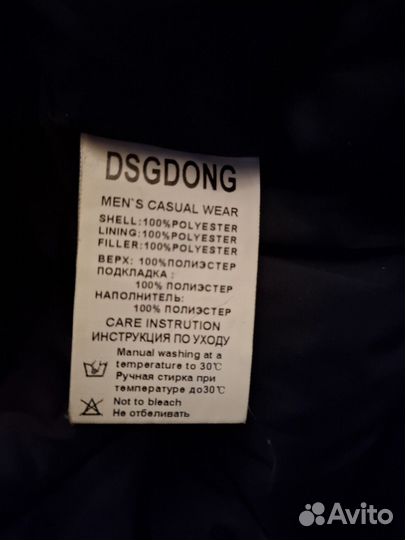 DSGDONG
MEN`S CASUAL WEAR
SHELL:100%POLYESTER
LINING:100%POLYESTER
FILLER:100%POLYESTER
ВЕРХ: 100%ПОЛИЭСТЕР
ПОДКЛАДКА :
100% ПОЛИЭСТЕР
НАПОЛНИТЕЛЬ:
100% ПОЛИЭСТЕР
CARE INSTRUTION
ИНСТРУКЦИЯ ПО УХОДУ
Manual washing at a
temperature to 30℃
Ручная стирка при
температуре до30℃
Not to bleach
Не отбеливать
Avito